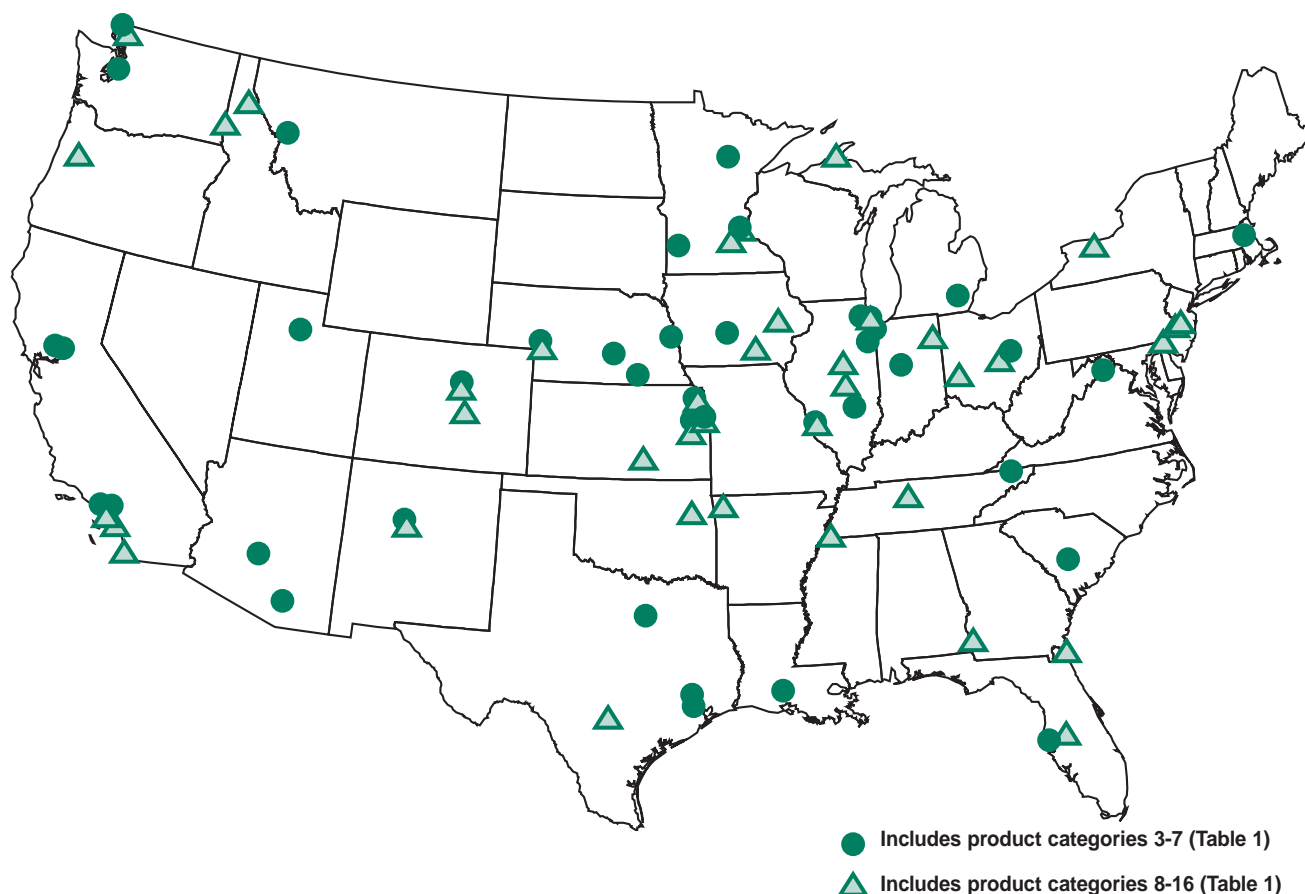 Includes product categories 3-7 (Table 1)
Includes product categories 8-16 (Table 1)